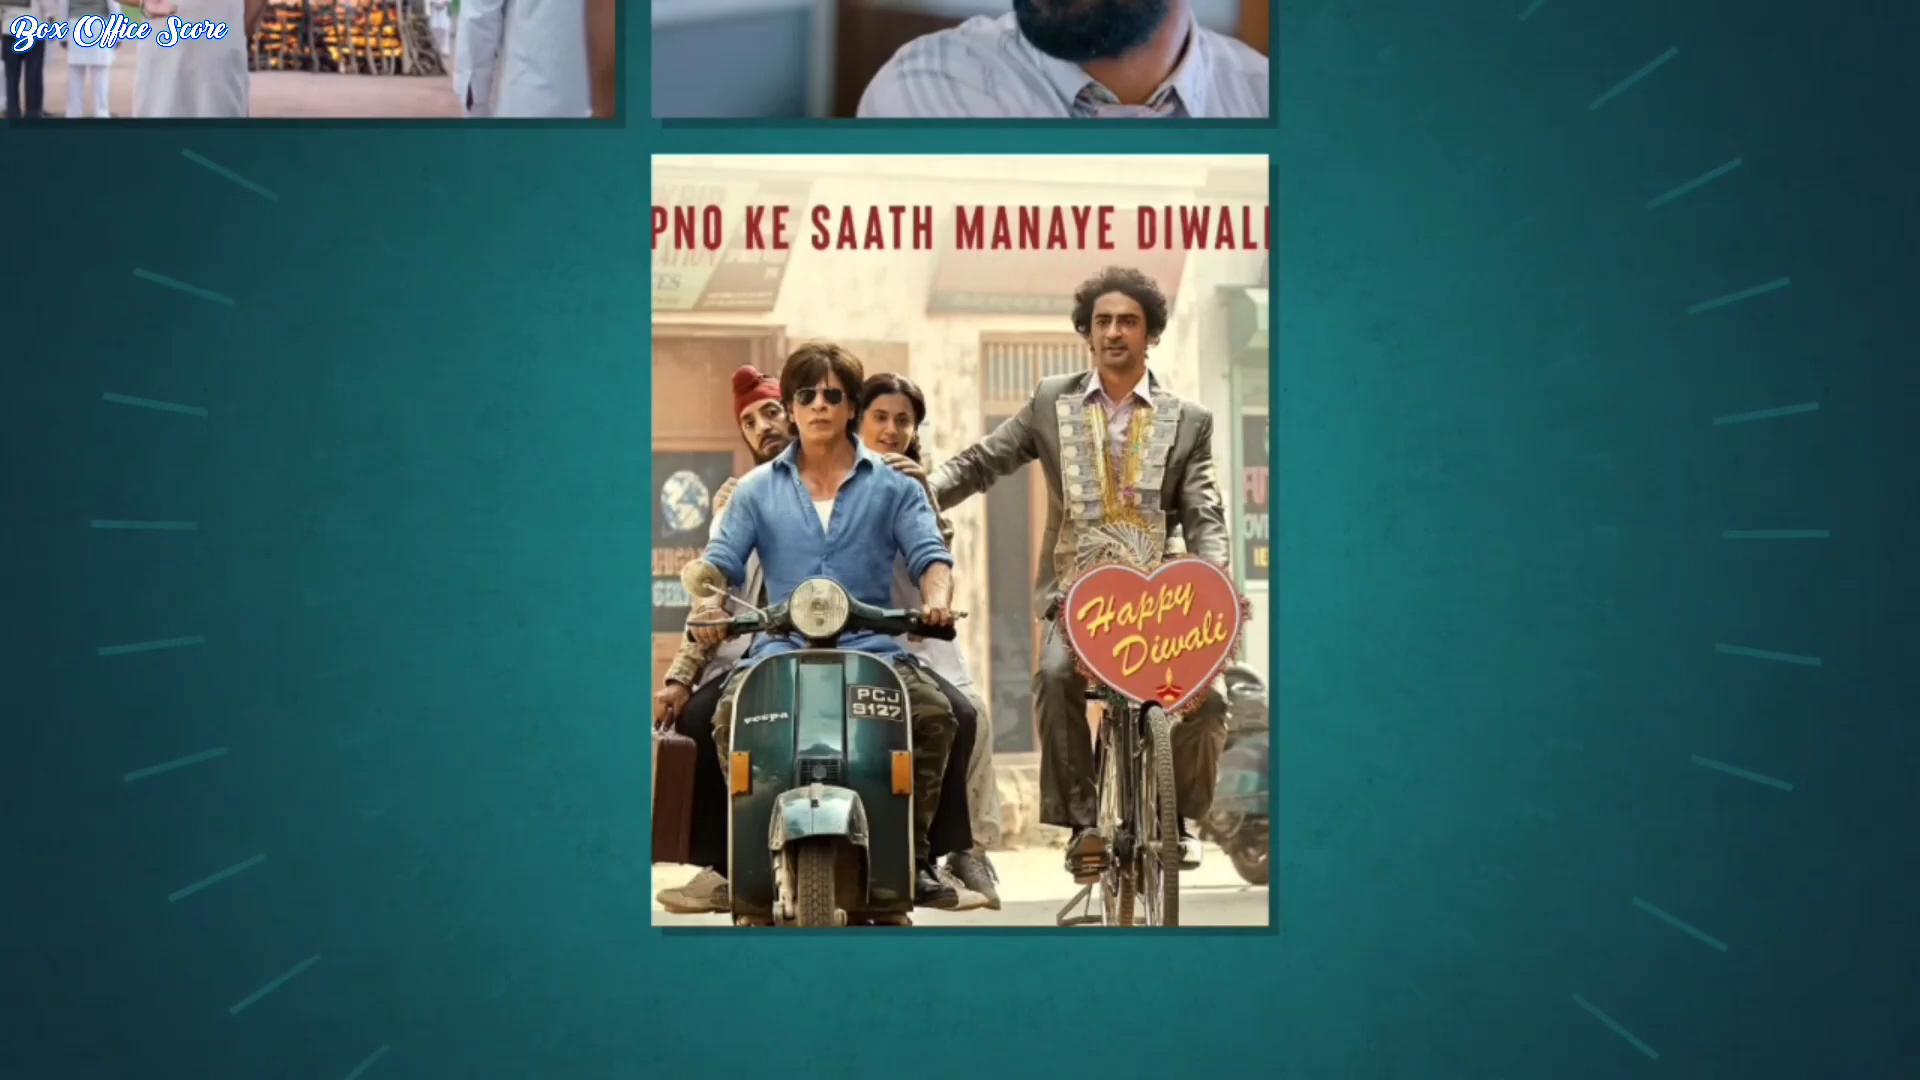 Box Office Score
PNO KE SAATH MANAYE DIWALI
Happy
Diwali
vespa
PCJ
9127